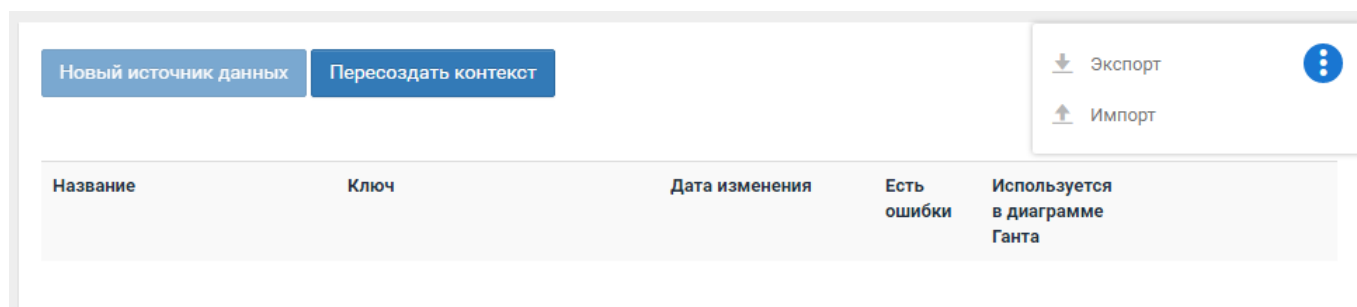 Новый источник данных
Пересоздать контекст
Экспорт
Импорт
Название
Ключ
Дата изменения
Есть
ошибки
Используется
в диаграмме
Ганта